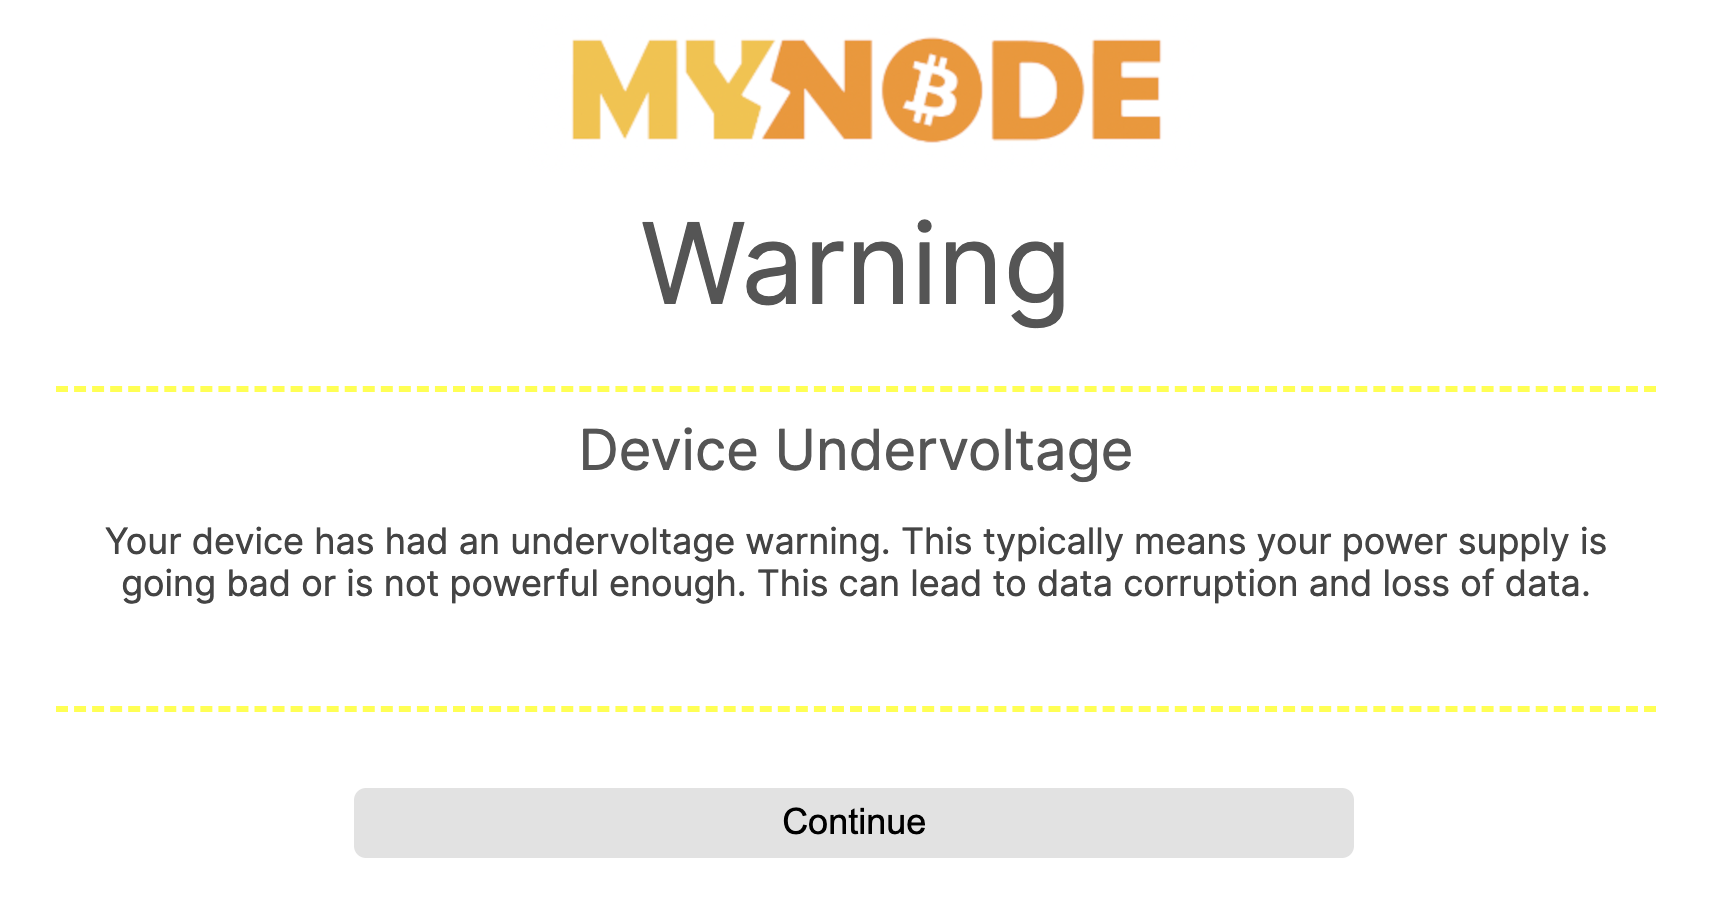 MYNODE
Warning
Device Undervoltage
Your device has had an undervoltage warning. This typically means your power supply is
going bad or is not powerful enough. This can lead to data corruption and loss of data.
Continue